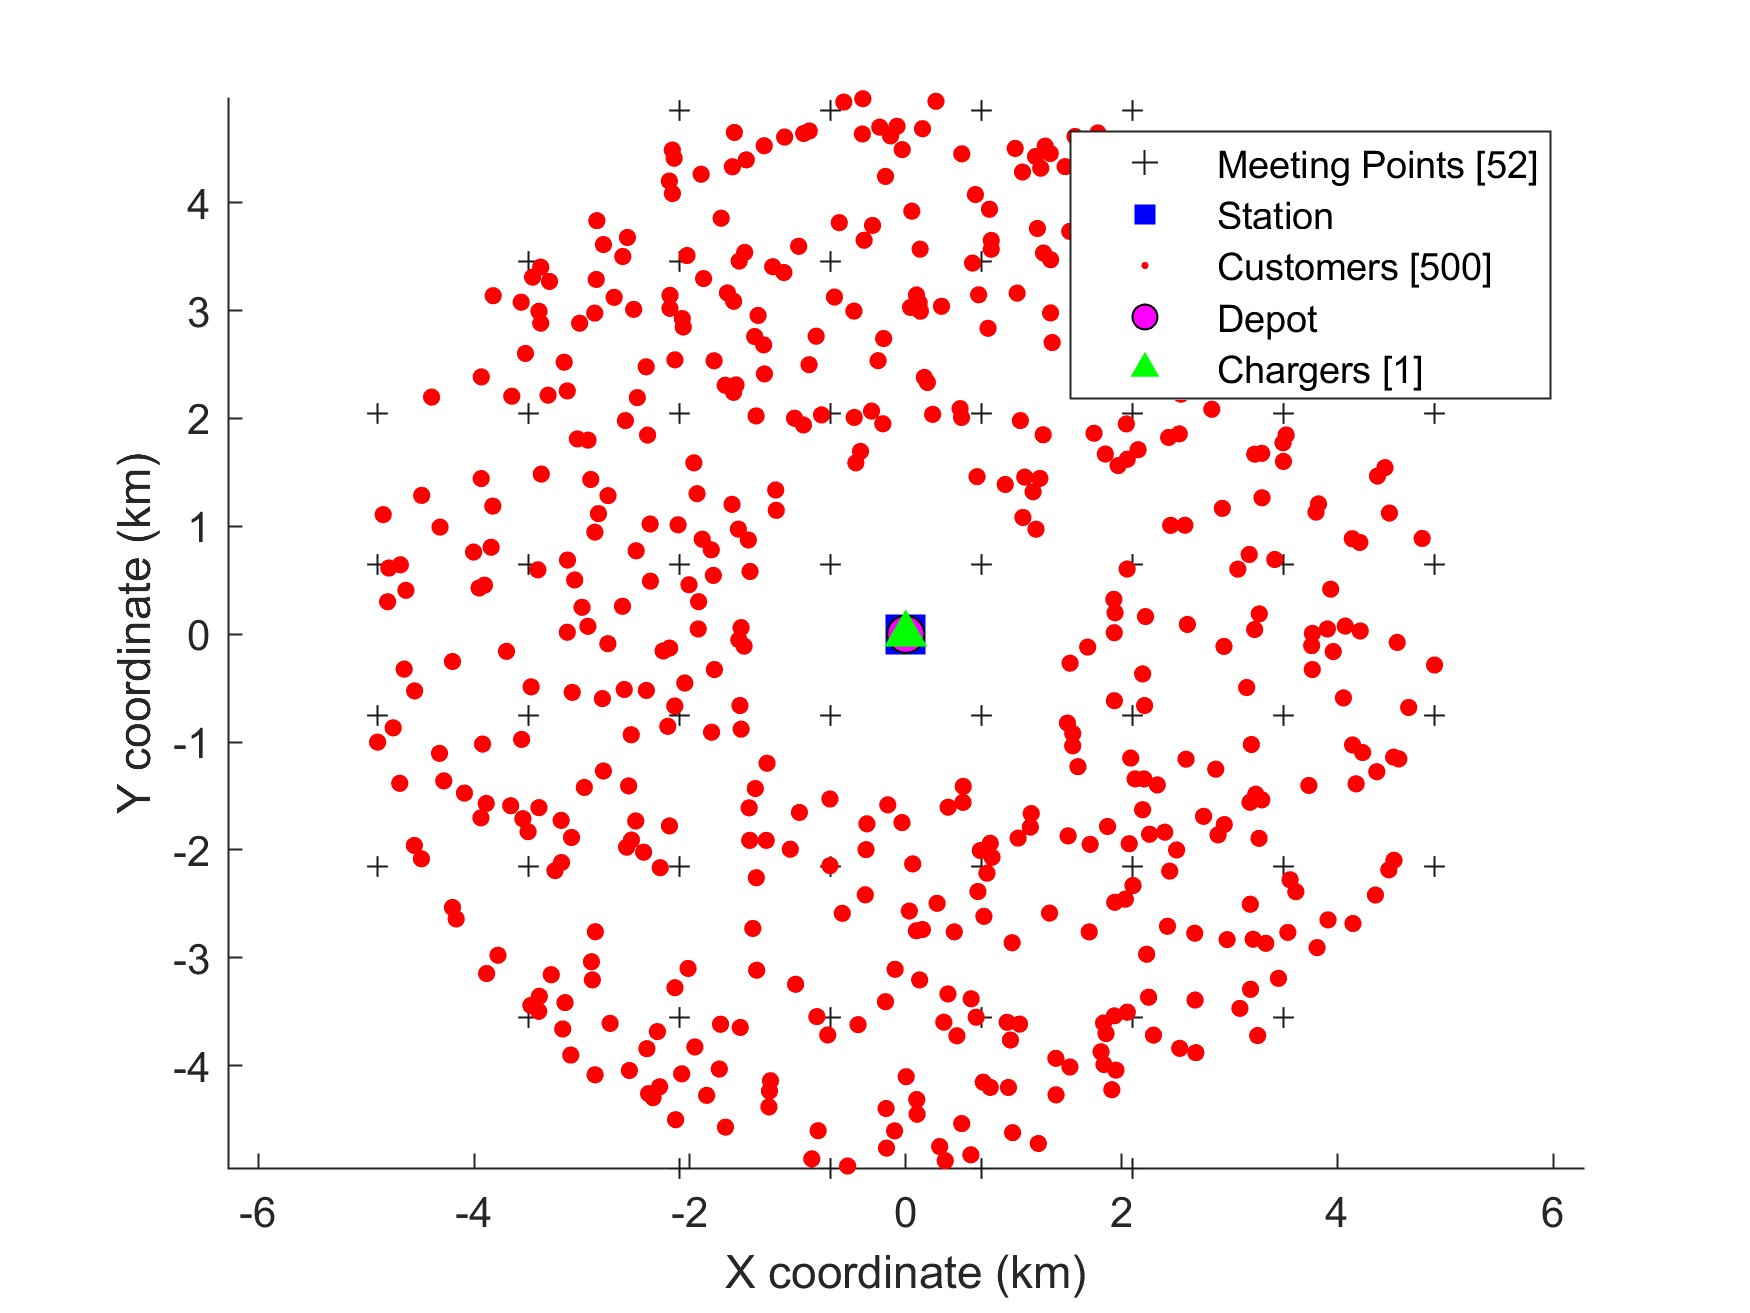 Meeting Points [52]
Station
Customers [500]
Depot
Chargers [1]
Y coordinate (km)
4
3
2
1
0
-1
-2
-3
-4
-6
-4
-2
0
2
4
6
X coordinate (km)